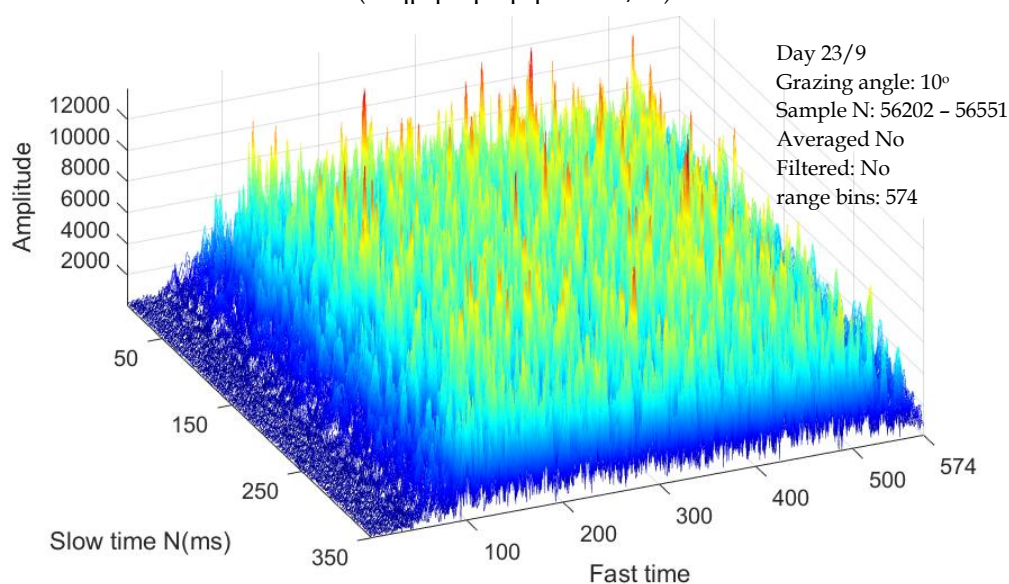 Day 23/9
Grazing angle: 10º
Sample N: 56202 – 56551
Averaged No
Filtered: No
range bins: 574
12000
10000
8000
6000
4000
2000
Amplitude
50
150
250
350
Slow time N(ms)
100
200
300
400
500
574
Fast time